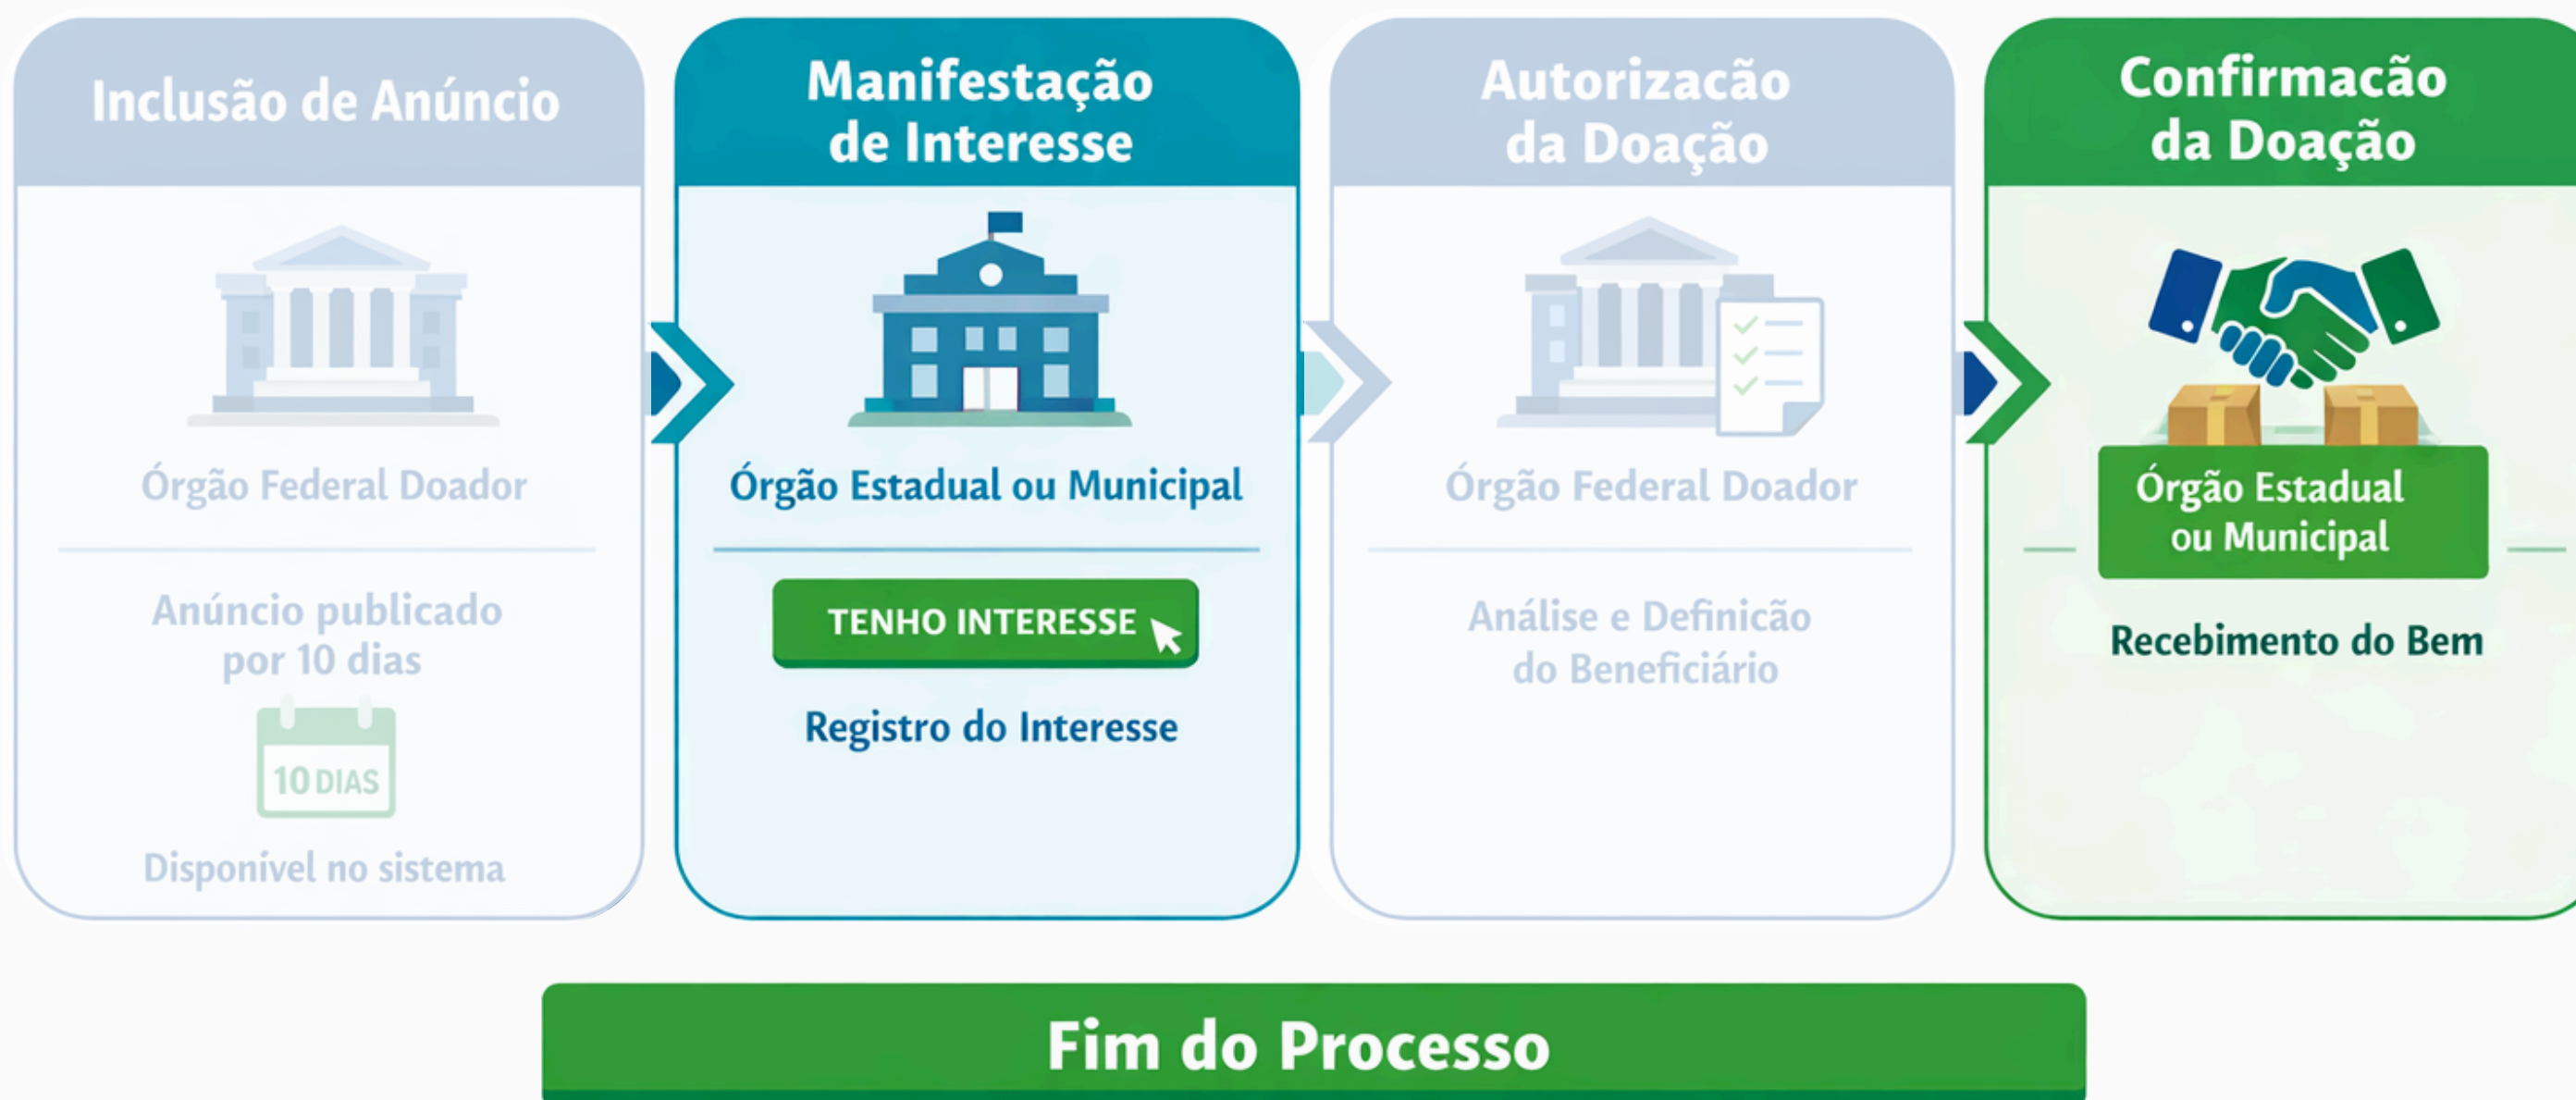 Inclusão de Anúncio
Órgão Federal Doador
Anúncio publicado
por 10 dias
10 DIAS
Disponível no sistema
Manifestação
de Interesse
Órgão Estadual ou Municipal
TENHO INTERESSE
Registro do Interesse
Autorizacão
da Doação
Órgão Federal Doador
Análise e Definicão
do Beneficiário
Confirmacão
da Doação
Órgão Estadual
ou Municipal
Recebimento do Bem
Fim do Processo